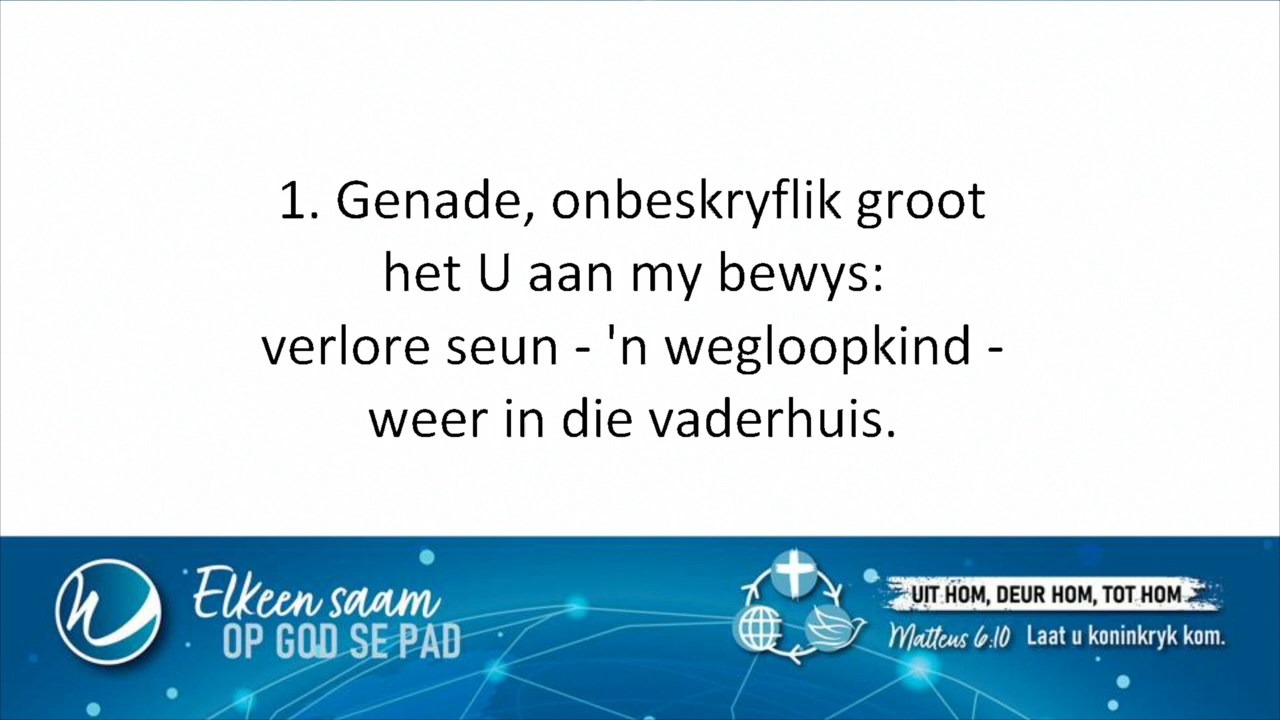 1. Genade, onbeskryflik groot
het U aan my bewys:
verlore seun - 'n wegloopkind -
weer in die vaderhuis.
Elkeen saam
OP GOD SE PAD
UIT HOM, DEUR HOM, TOT HOM
Matteus 6:10 Laat u koninkryk kom.